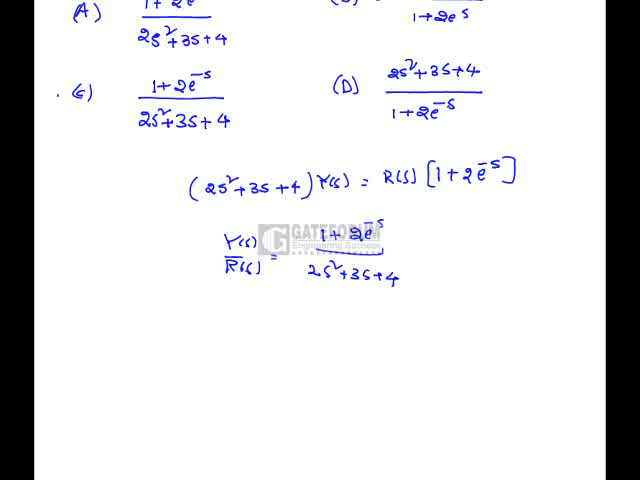 (A) 1+2e (B)
2s²+3s+4 1+2e^s
(C) 1+2e^-s / 2s²+3s+4 (D) 2s²+3s+4 / 1+2e^-s
(2s²+3s+4) Y(s) = R(s) [1+2e^-s]
Y(s) / R(s) = 1+2e^-s / 2s²+3s+4
GATEFORUM
Engineering Success